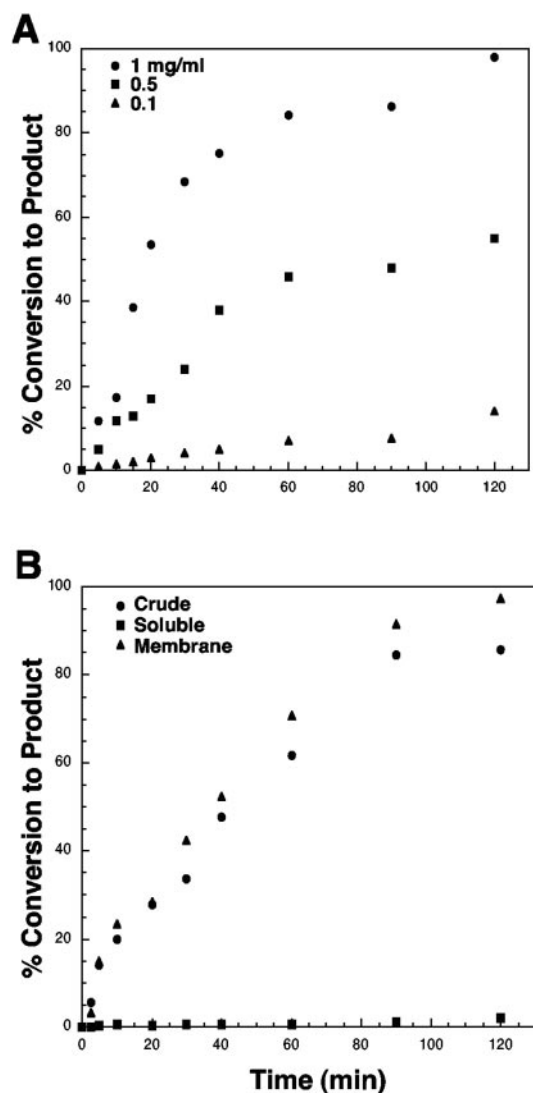 A
100
80
60
40
20
0
% Conversion to Product
1 mg/ml
0.5
0.1
0 20 40 60 80 100 120
B
100
80
60
40
20
0
% Conversion to Product
Crude
Soluble
Membrane
0 20 40 60 80 100 120
Time (min)